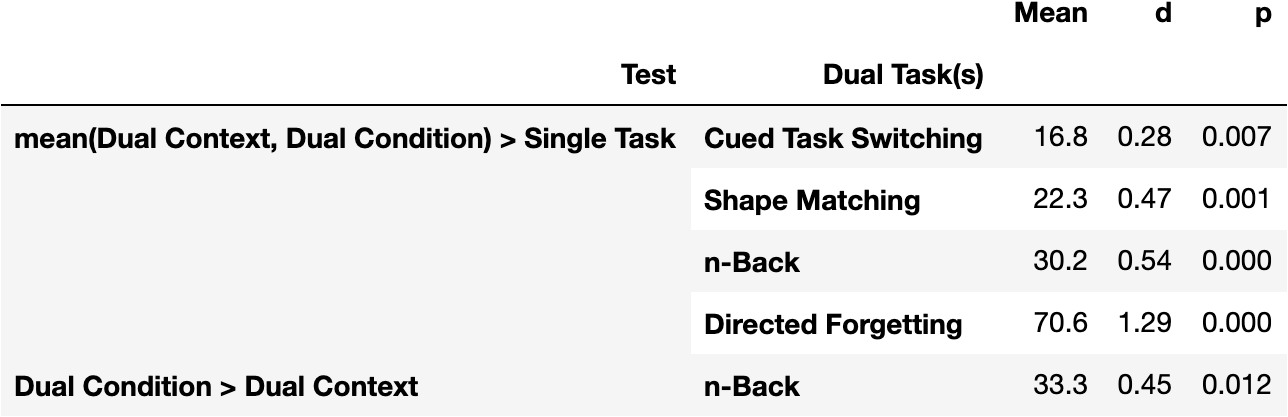 Mean d p
Test Dual Task(s)
mean(Dual Context, Dual Condition) > Single Task Cued Task Switching 16.8 0.28 0.007
Shape Matching 22.3 0.47 0.001
n-Back 30.2 0.54 0.000
Directed Forgetting 70.6 1.29 0.000
Dual Condition > Dual Context n-Back 33.3 0.45 0.012